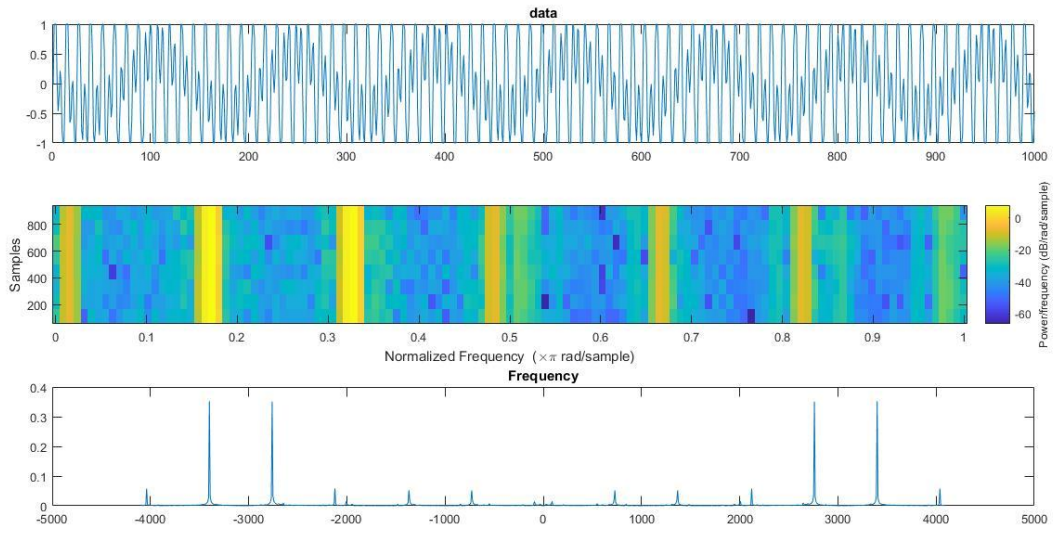 data
1
0.5
0
-0.5
-1
0 100 200 300 400 500 600 700 800 900 1000
Samples
800
600
400
200
0 0.1 0.2 0.3 0.4 0.5 0.6 0.7 0.8 0.9 1
Normalized Frequency (×π rad/sample)
0
-20
-40
-60
Power/frequency (dB/rad/sample)
Frequency
0.4
0.3
0.2
0.1
0
-5000 -4000 -3000 -2000 -1000 0 1000 2000 3000 4000 5000